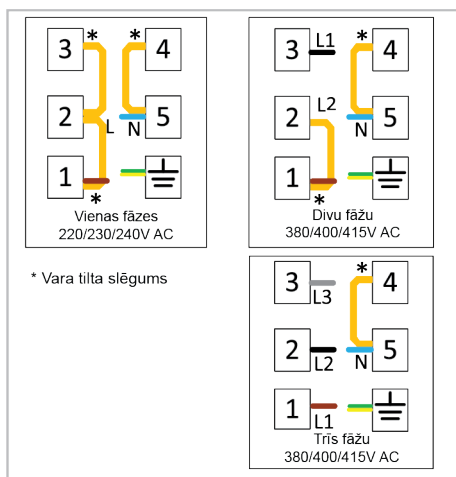 * *
3 4
2 5
L N
1
*
Vienas fāzes
220/230/240V AC
* Vara tilta slēgums
*
3 L1 4
L2
2 5
N
1
*
Divu fāžu
380/400/415V AC
*
3 4
L3
2 5
L2 N
1
L1
Trīs fāžu
380/400/415V AC